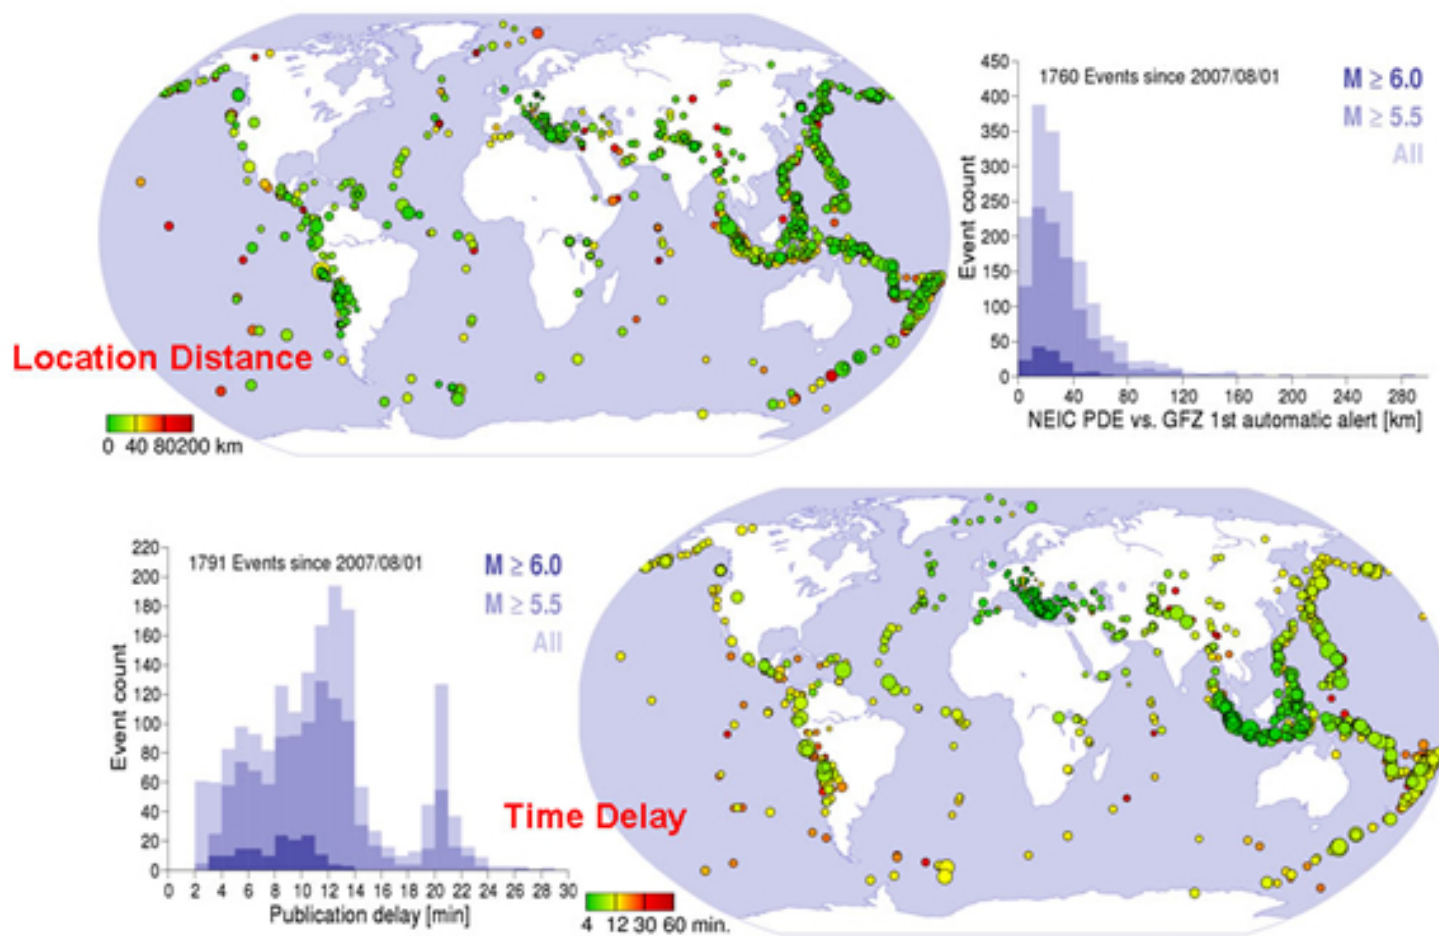 450
400
350
300
250
200
150
100
50
0
Event count
1760 Events since 2007/08/01
M ≥ 6.0
M ≥ 5.5
All
0 40 80 120 160 200 240 280
NEIC PDE vs. GFZ 1st automatic alert [km]
Location Distance
0 40 80200 km
220
200
180
160
140
120
100
80
60
40
20
0
Event count
1791 Events since 2007/08/01
M ≥ 6.0
M ≥ 5.5
All
0 2 4 6 8 10 12 14 16 18 20 22 24 26 28 30
Publication delay [min]
Time Delay
4 12 30 60 min.